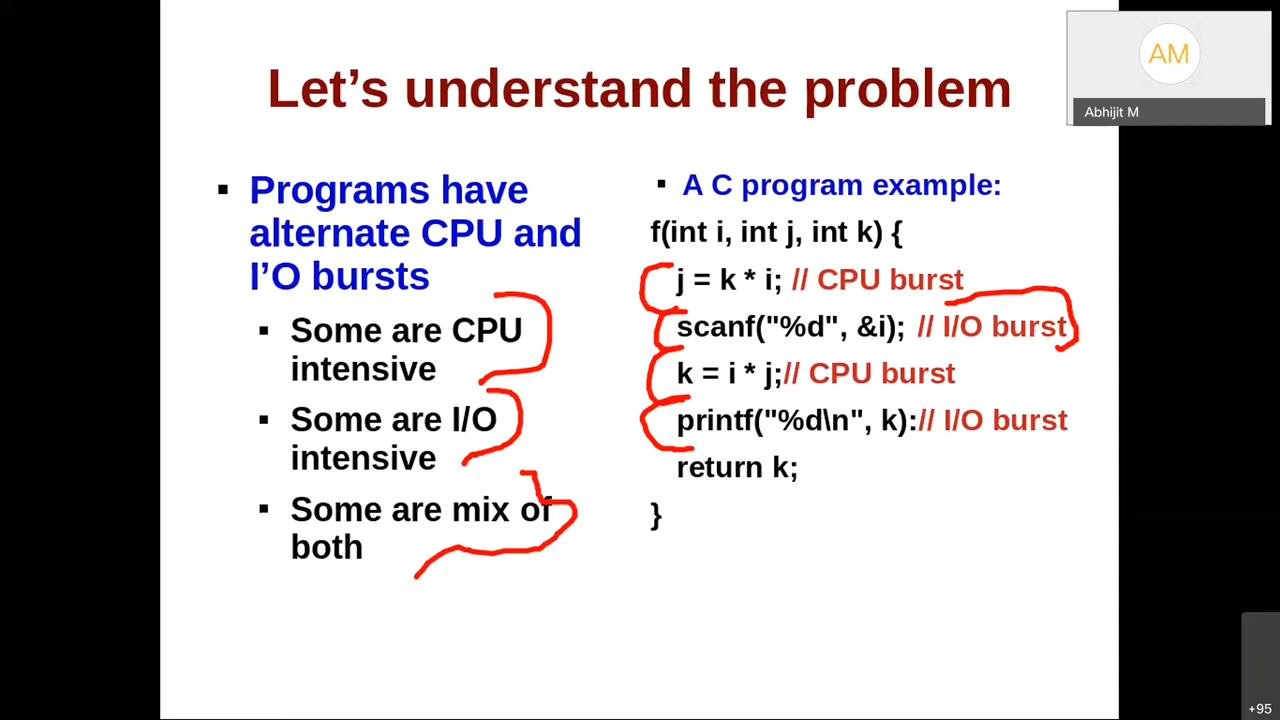 Let's understand the problem
AM
Abhijit M
▪ Programs have
alternate CPU and
I'O bursts
▪ Some are CPU
intensive
▪ Some are I/O
intensive
▪ Some are mix of
both
▪ A C program example:
f(int i, int j, int k) {
j = k * i; // CPU burst
scanf("%d", &i); // I/O burst
k = i * j;// CPU burst
printf("%d\n", k):// I/O burst
return k;
}
+95